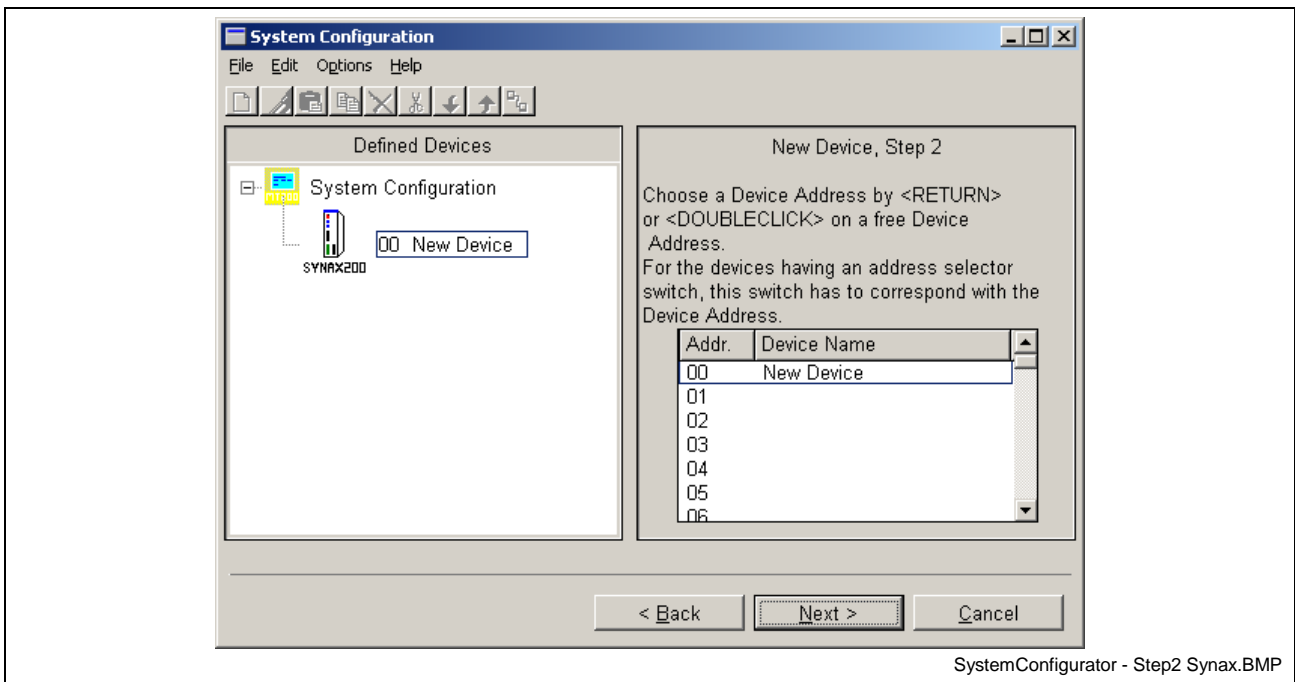 System Configuration
File Edit Options Help
Defined Devices
System Configuration
00 New Device
SYNAX200
New Device, Step 2
Choose a Device Address by <RETURN>
or <DOUBLECLICK> on a free Device
Address.
For the devices having an address selector
switch, this switch has to correspond with the
Device Address.
Addr. Device Name
00 New Device
01
02
03
04
05
06
< Back Next > Cancel
SystemConfigurator - Step2 Synax.BMP